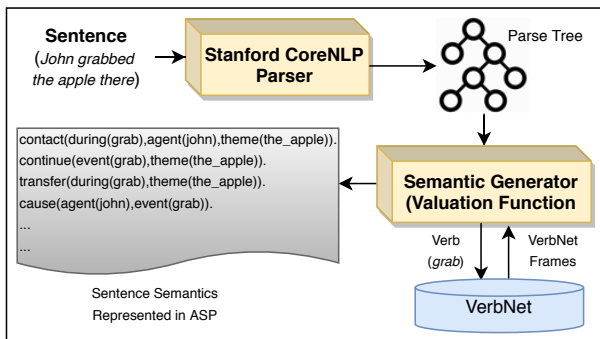 Sentence
(John grabbed
the apple there)
Stanford CoreNLP
Parser
Parse Tree
contact(during(grab),agent(john),theme(the_apple)).
continue(event(grab),theme(the_apple)).
transfer(during(grab),theme(the_apple)).
cause(agent(john),event(grab)).
...
...
Semantic Generator
(Valuation Function
Verb
(grab)
VerbNet
Frames
Sentence Semantics
Represented in ASP
VerbNet